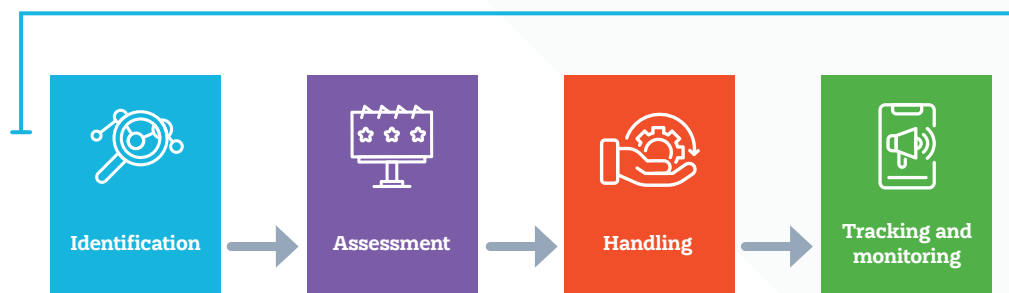 Identification
Assessment
Handling
Tracking and
monitoring